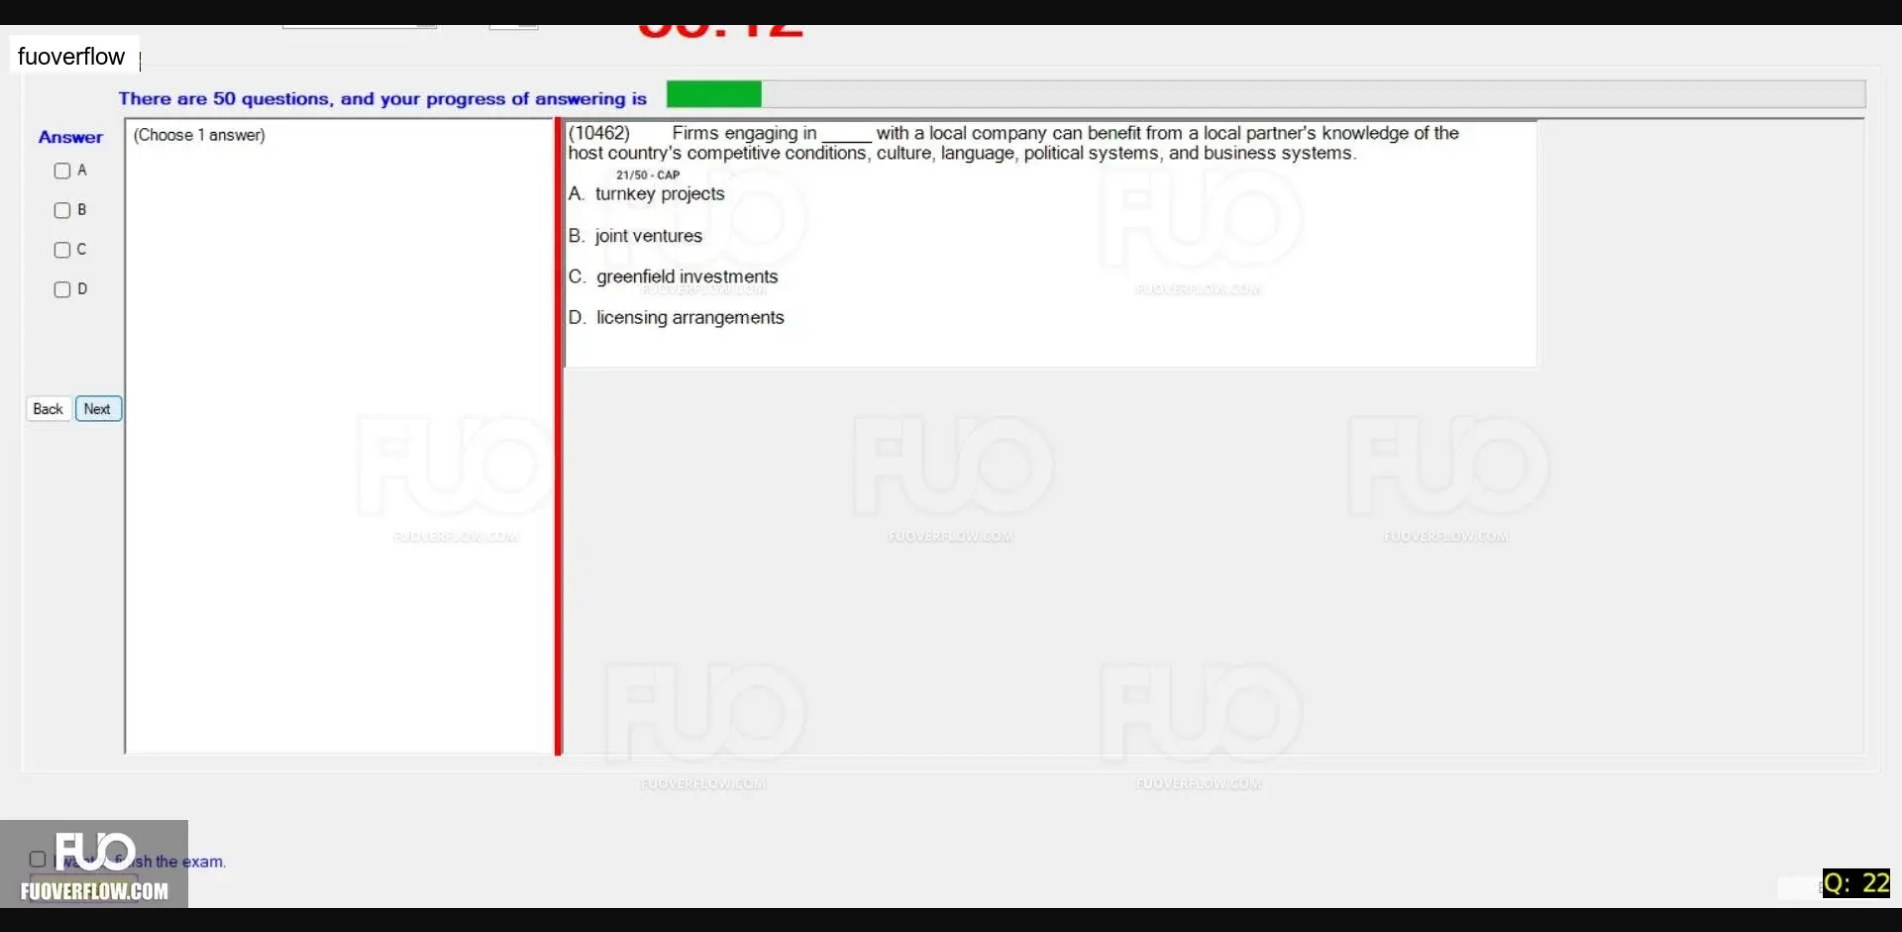 fuoverflow
There are 50 questions, and your progress of answering is
Answer
(Choose 1 answer)
A
B
C
D
Back Next
(10462) Firms engaging in _____ with a local company can benefit from a local partner's knowledge of the
host country's competitive conditions, culture, language, political systems, and business systems.
21/50 - CAP
A. turnkey projects
B. joint ventures
C. greenfield investments
D. licensing arrangements
FUO
FUOVERFLOW.COM
FUO
FUOVERFLOW.COM
FUO
FUOVERFLOW.COM
FUO
FUOVERFLOW.COM
FUO
FUOVERFLOW.COM
FUO
FUOVERFLOW.COM
FUO
FUOVERFLOW.COM
FUO
the exam.
FUOVERFLOW.COM
Q: 22